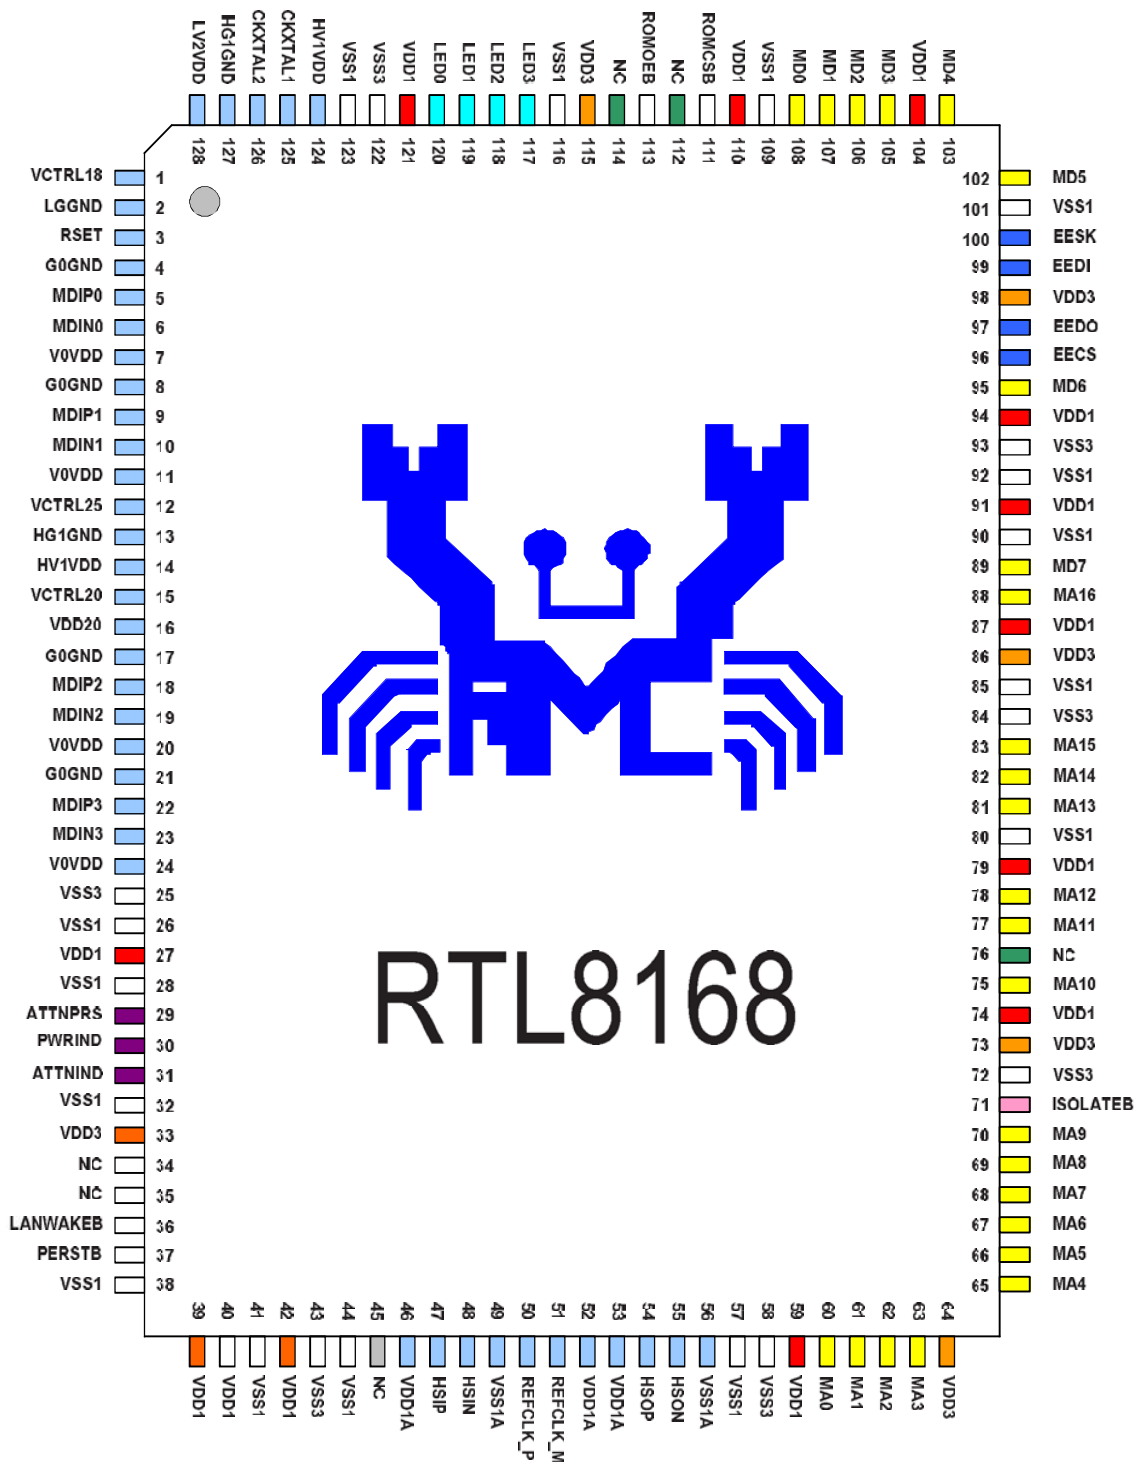 LV2VDD HG1GND CKXTAL2 CKXTAL1 HV1VDD VSS1 VSS3 VDD1 LED0 LED1 LED2 LED3 VSS1 VDD3 NC ROMOEB NC ROMCSB VDD1 VSS1 MD0 MD1 MD2 MD3 VDD1 MD4
128 127 126 125 124 123 122 121 120 119 118 117 116 115 114 113 112 111 110 109 108 107 106 105 104 103
VCTRL18 1 102 MD5
LGGND 2 101 VSS1
RSET 3 100 EESK
G0GND 4 99 EEDI
MDIP0 5 98 VDD3
MDIN0 6 97 EEDO
V0VDD 7 96 EECS
G0GND 8 95 MD6
MDIP1 9 94 VDD1
MDIN1 10 93 VSS3
V0VDD 11 92 VSS1
VCTRL25 12 91 VDD1
HG1GND 13 90 VSS1
HV1VDD 14 89 MD7
VCTRL20 15 88 MA16
VDD20 16 87 VDD1
G0GND 17 86 VDD3
MDIP2 18 85 VSS1
MDIN2 19 84 VSS3
V0VDD 20 83 MA15
G0GND 21 82 MA14
MDIP3 22 81 MA13
MDIN3 23 80 VSS1
V0VDD 24 79 VDD1
VSS3 25 78 MA12
VSS1 26 77 MA11
VDD1 27 76 NC
VSS1 28 75 MA10
ATTNPRS 29 74 VDD1
PWRIND 30 73 VDD3
ATTNIND 31 72 VSS3
VSS1 32 71 ISOLATEB
VDD3 33 70 MA9
NC 34 69 MA8
NC 35 68 MA7
LANWAKEB 36 67 MA6
PERSTB 37 66 MA5
VSS1 38 65 MA4
RTL8168
39 40 41 42 43 44 45 46 47 48 49 50 51 52 53 54 55 56 57 58 59 60 61 62 63 64
VDD1 VDD1 VSS1 VDD1 VSS3 VSS1 NC VDD1A HSIP HSIN VSS1A REFCLK_P REFCLK_M VDD1A VDD1A HSOP HSON VSS1A VSS1 VSS3 VDD1 MA0 MA1 MA2 MA3 VDD3